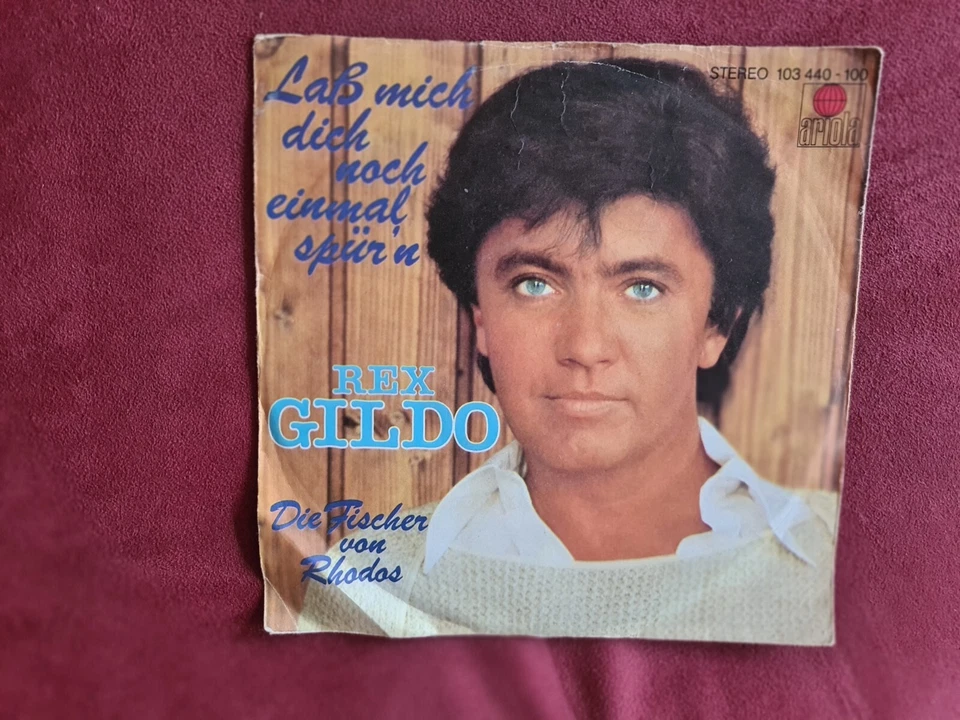 STEREO 103 440 - 100
ariola
Laß mich
dich
noch
einmal
spür'n
REX
GILDO
Die Fischer
von
Rhodos